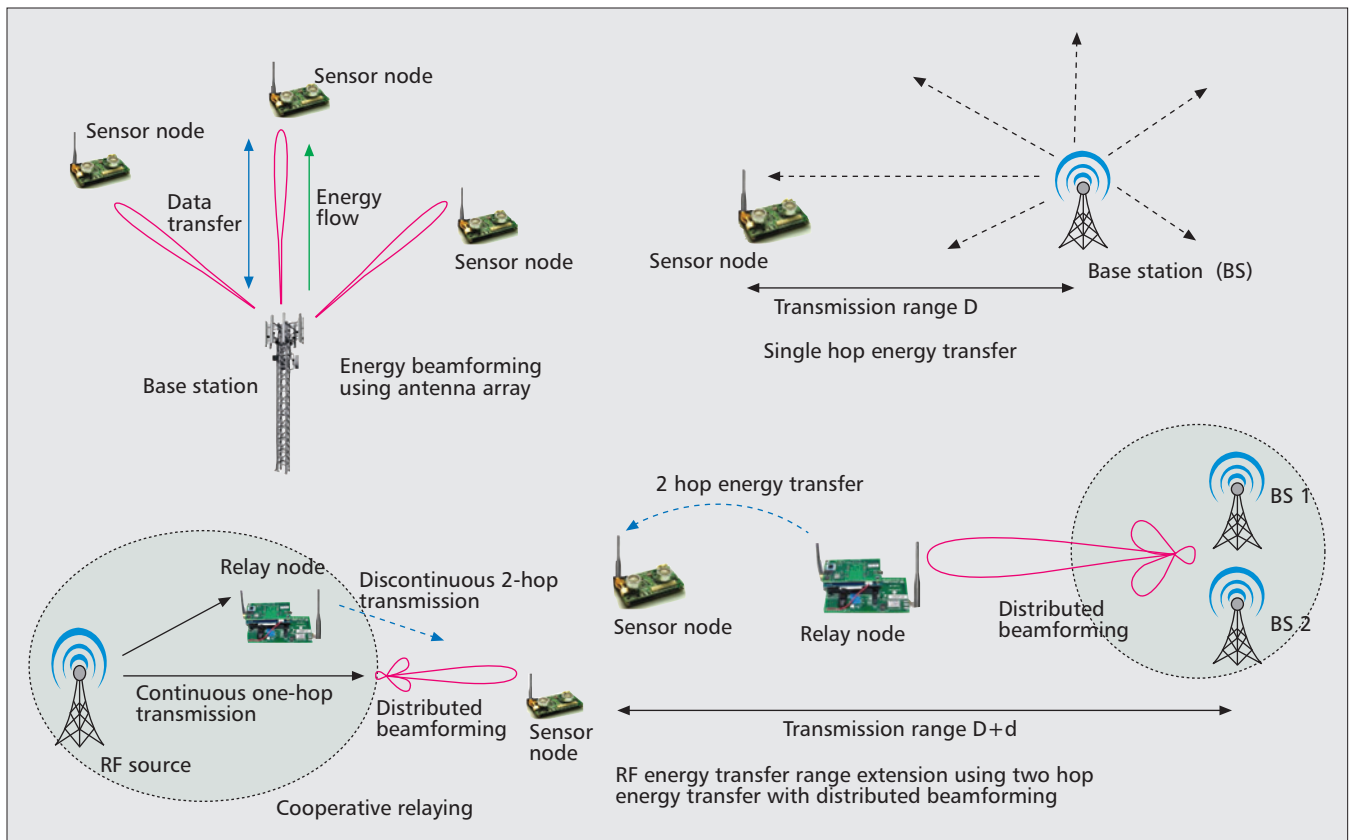 Sensor node
Sensor node
Data
transfer
Energy
flow
Sensor node
Base station
Energy beamforming
using antenna array
Sensor node
Base station (BS)
Transmission range D
Single hop energy transfer
Relay node
Discontinuous 2-hop
transmission
Continuous one-hop
transmission
Distributed
beamforming
Sensor
node
RF source
Cooperative relaying
2 hop energy transfer
BS 1
Sensor node
Relay node
Distributed
beamforming
BS 2
Transmission range D+d
RF energy transfer range extension using two hop
energy transfer with distributed beamforming